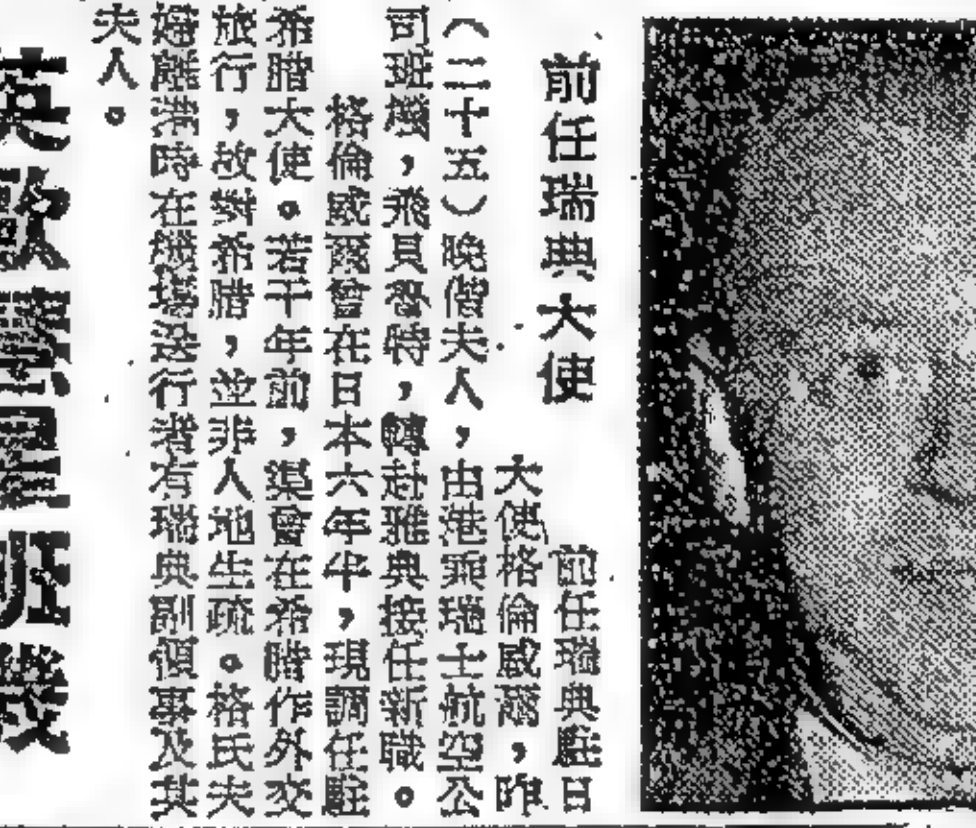 前任瑞典大使
前任瑞典駐日
大使格倫威爾，昨
（二十五）晚偕夫人，由港乘瑞士航空公
司班機，飛貝魯特，轉赴雅典接任新職。
格倫威爾曾在日本六年半，現調任駐
希臘大使。若干年前，渠曾在希臘作外交
旅行，故對希臘，並非人地生疏。格氏夫
婦離港時在機場送行者有瑞典副領事及其
夫人。
英歐彗星班機